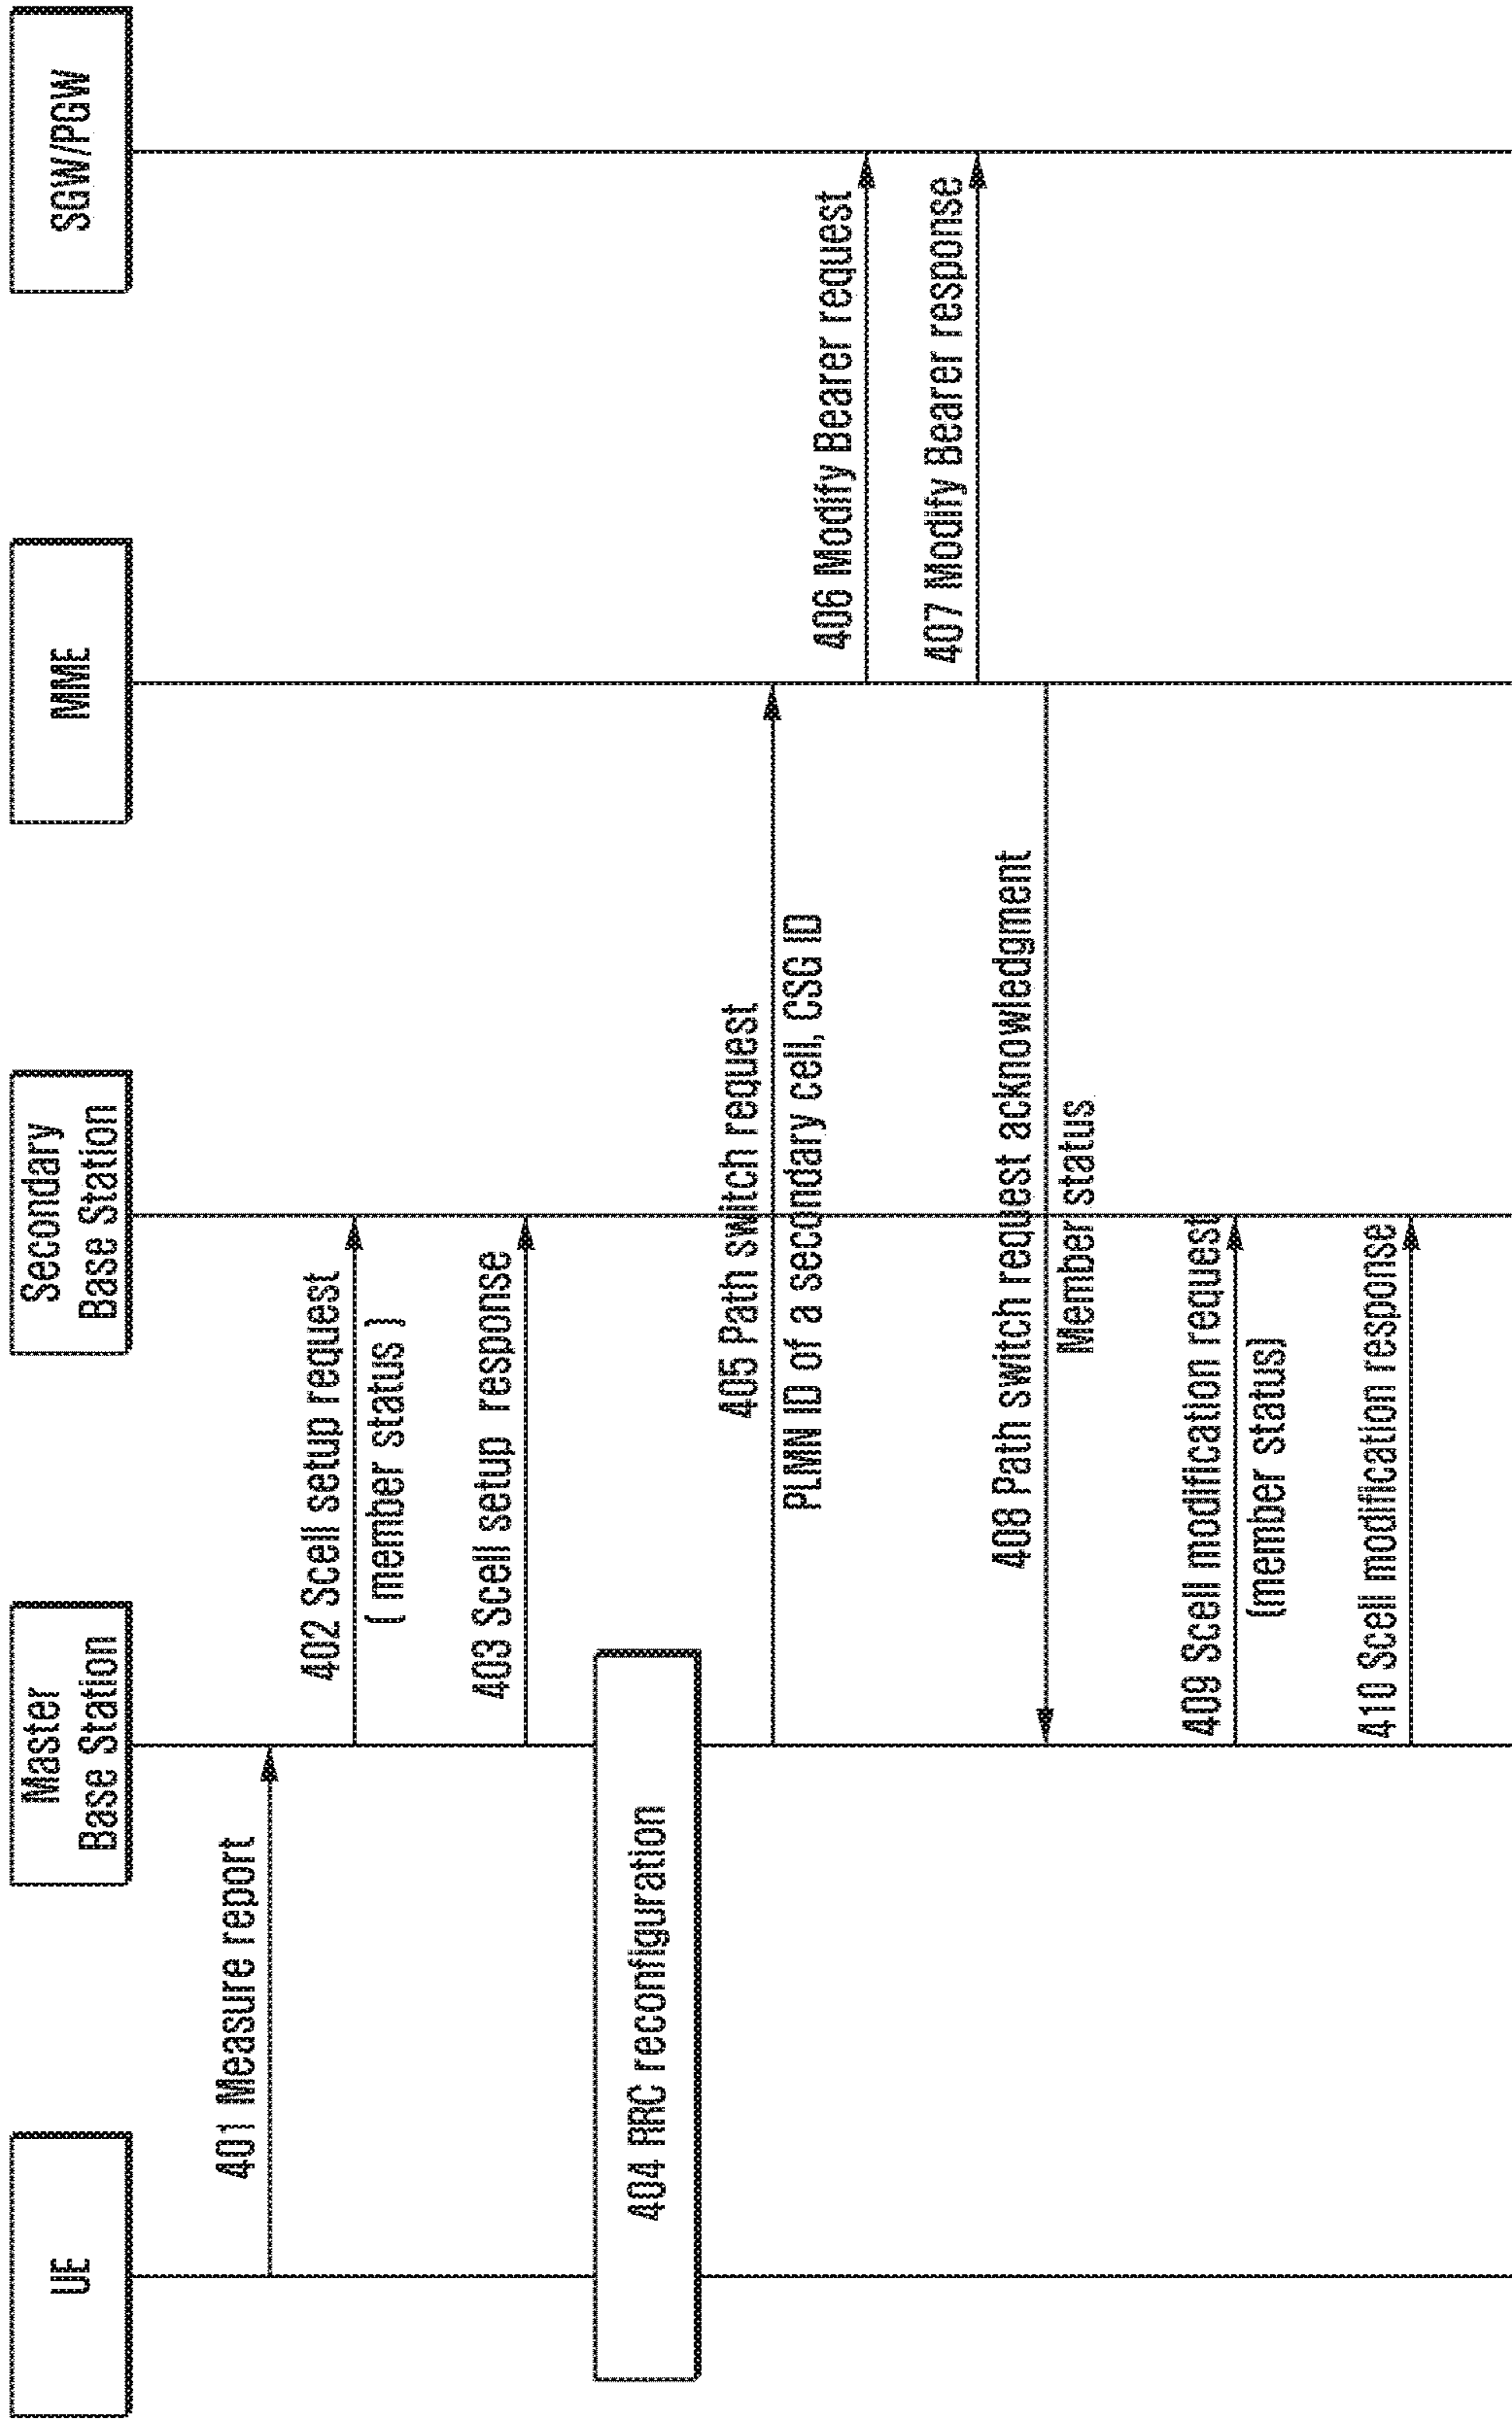 UE
Master
Base Station
Secondary
Base Station
MME
SGW/PGW
401 Measure report
402 Scell setup request
( member status )
403 Scell setup response
404 RRC reconfiguration
405 Path switch request
PLMN ID of a secondary cell, CSG ID
406 Modify Bearer request
407 Modify Bearer response
408 Path switch request acknowledgment
Member status
409 Scell modification request
(member status)
410 Scell modification response